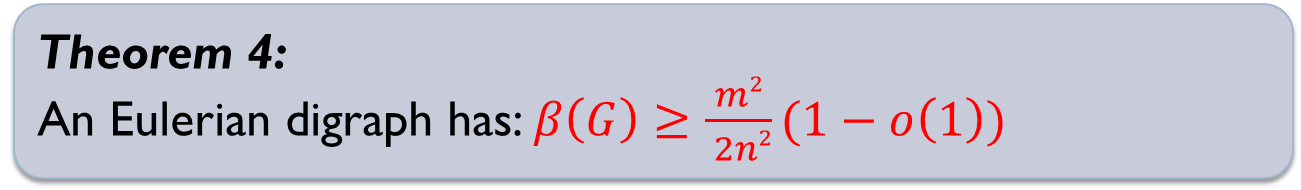 Theorem 4:
An Eulerian digraph has: β(G) ≥ m²/2n² (1 − o(1))